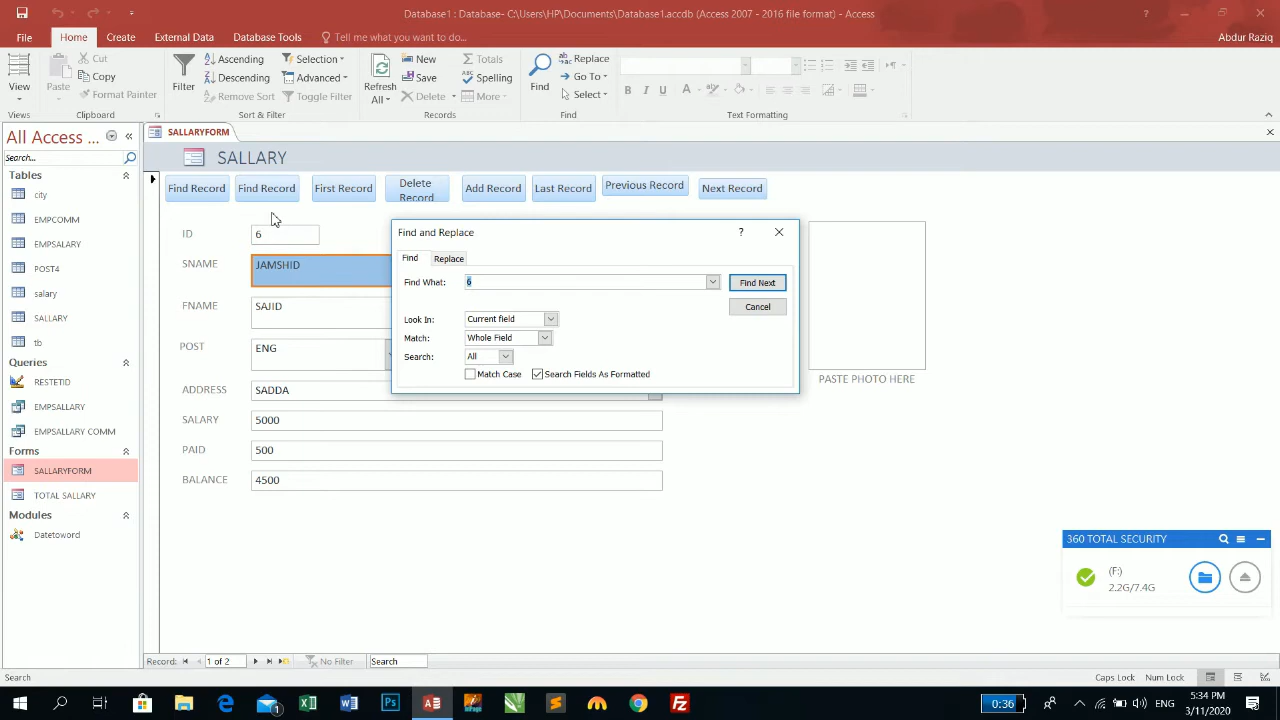 Database1 : Database- C:\Users\HP\Documents\Database1.accdb (Access 2007 - 2016 file format) - Access
File Home Create External Data Database Tools Tell me what you want to do... Abdur Raziq
View
Views
Paste
Cut
Copy
Format Painter
Clipboard
Filter
Ascending
Descending
Remove Sort
Selection
Advanced
Toggle Filter
Sort & Filter
Refresh
All
New
Save
Delete
Totals
Spelling
More
Records
Find
Replace
Go To
Select
Find
B I U A
Text Formatting
All Access ...
Search...
Tables
city
EMPCOMM
EMPSALARY
POST4
salary
SALLARY
tb
Queries
RESTETID
EMPSALLARY
EMPSALLARY COMM
Forms
SALLARYFORM
TOTAL SALLARY
Modules
Datetoword
SALLARYFORM
SALLARY
Find Record Find Record First Record Delete Record Add Record Last Record Previous Record Next Record
ID 6
SNAME JAMSHID
FNAME SAJID
POST ENG
ADDRESS SADDA
SALARY 5000
PAID 500
BALANCE 4500
PASTE PHOTO HERE
Find and Replace ?
Find Replace
Find What: 6 Find Next
Cancel
Look In: Current field
Match: Whole Field
Search: All
Match Case Search Fields As Formatted
360 TOTAL SECURITY
(F:)
2.2G/7.4G
Record: 1 of 2 No Filter Search
Search Caps Lock Num Lock
0:36 ENG 5:34 PM
3/11/2020